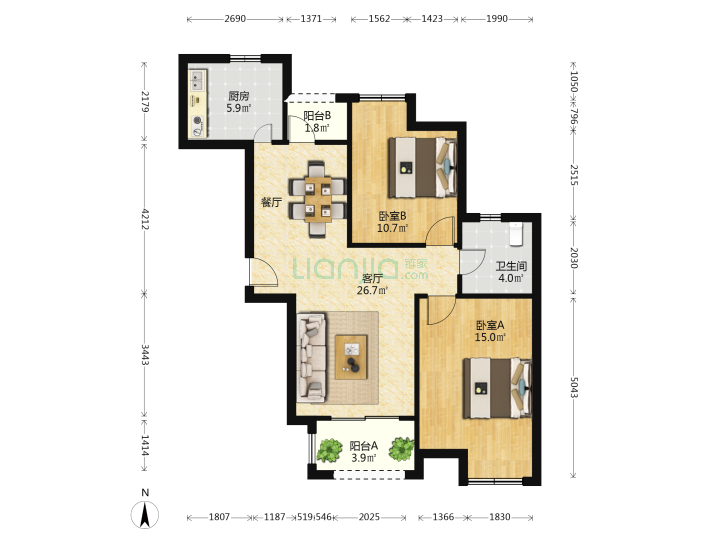 2690 1371 1562 1423 1990
2179 4212 3443 1414
1050 796 2515 2030 5043
厨房
5.9㎡
阳台B
1.8㎡
餐厅
卧室B
10.7㎡
卫生间
4.0㎡
Lianjia 链家
.com
客厅
26.7㎡
卧室A
15.0㎡
阳台A
3.9㎡
N
1807 1187 519 546 2025 1366 1830